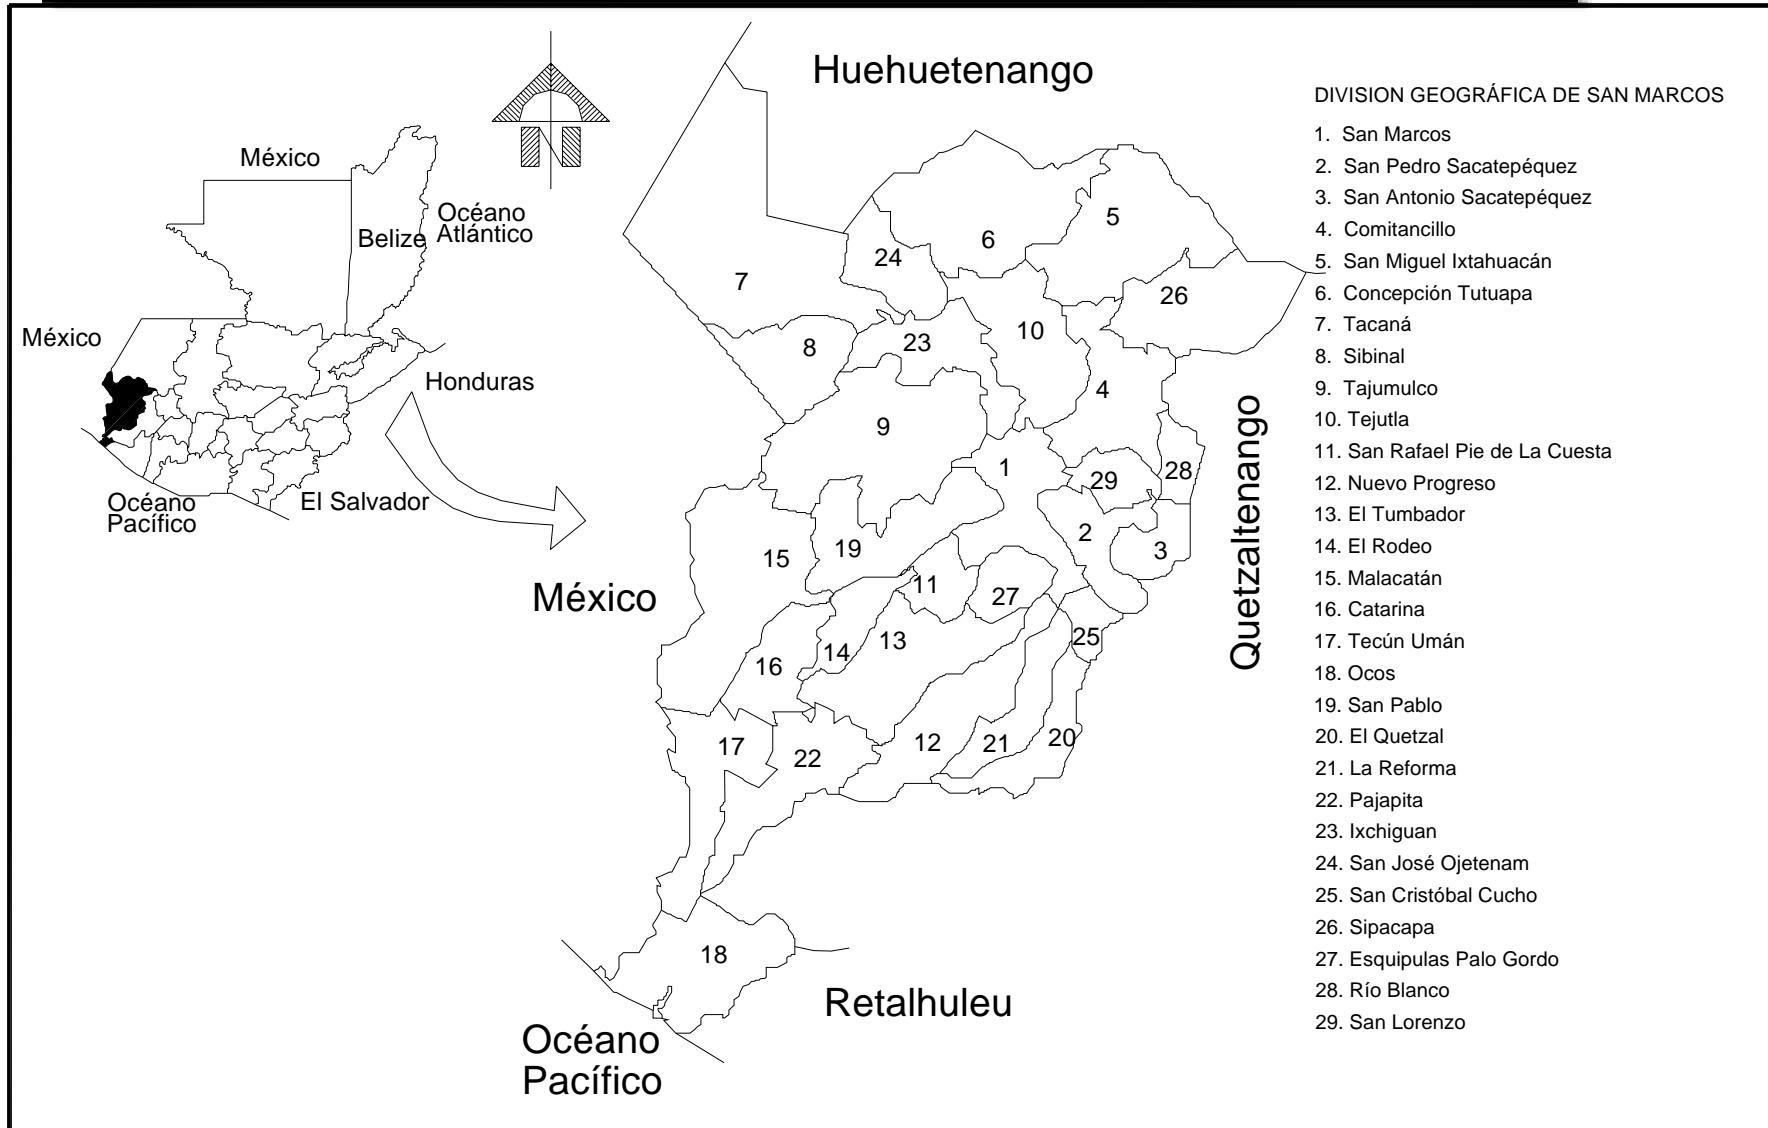 México
Océano
Atlántico
Belize
México
Honduras
Océano
Pacífico
El Salvador
N
Huehuetenango
México
Quetzaltenango
Retalhuleu
Océano
Pacífico
5
6
24
7
26
10
23
8
4
9
1
28
29
2
3
19
15
11
27
13
25
14
16
17
22
12
21
20
18
DIVISION GEOGRÁFICA DE SAN MARCOS
1. San Marcos
2. San Pedro Sacatepéquez
3. San Antonio Sacatepéquez
4. Comitancillo
5. San Miguel Ixtahuacán
6. Concepción Tutuapa
7. Tacaná
8. Sibinal
9. Tajumulco
10. Tejutla
11. San Rafael Pie de La Cuesta
12. Nuevo Progreso
13. El Tumbador
14. El Rodeo
15. Malacatán
16. Catarina
17. Tecún Umán
18. Ocos
19. San Pablo
20. El Quetzal
21. La Reforma
22. Pajapita
23. Ixchiguan
24. San José Ojetenam
25. San Cristóbal Cucho
26. Sipacapa
27. Esquipulas Palo Gordo
28. Río Blanco
29. San Lorenzo